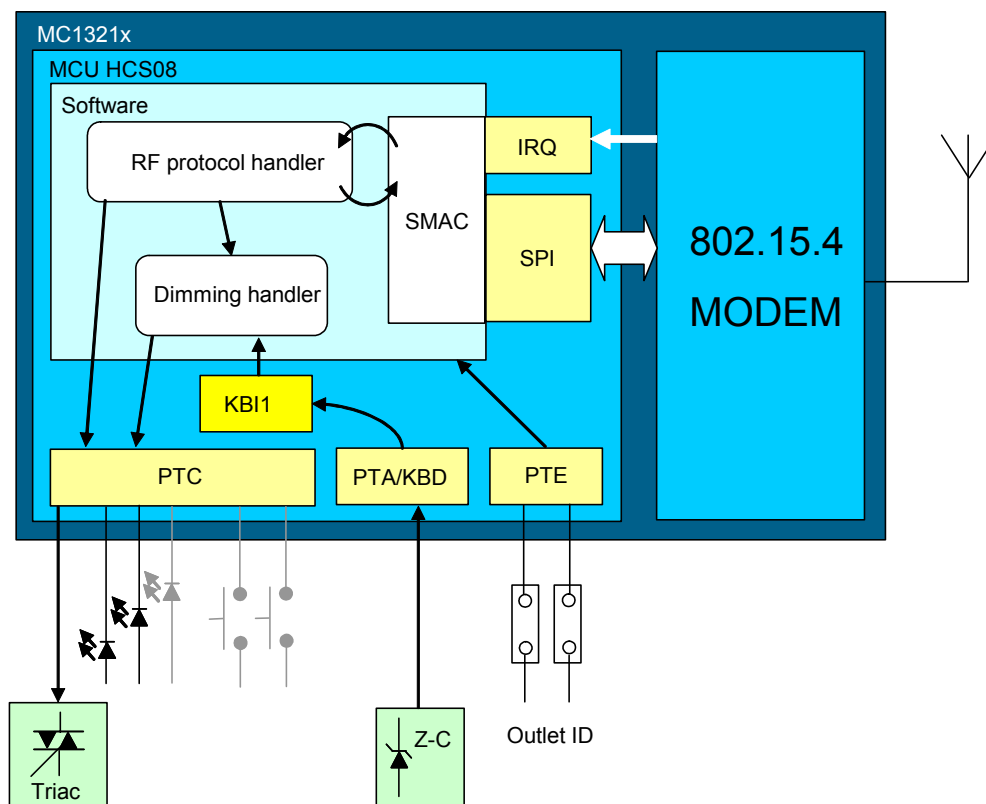 MC1321x
MCU HCS08
Software
RF protocol handler
IRQ
SMAC
SPI
802.15.4
MODEM
Dimming handler
KBI1
PTC
PTA/KBD
PTE
Z-C
Outlet ID
Triac